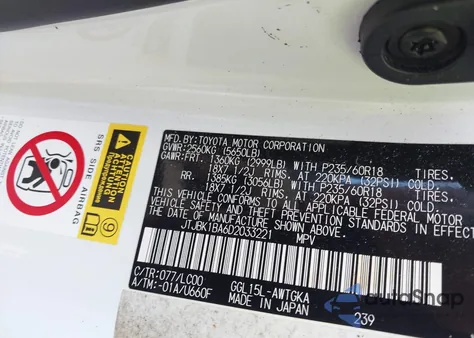 MFD.BY:TOYOTA MOTOR CORPORATION
GVWR:2560KG (5650LB)
GAWR:FRT. 1360KG (2999LB) WITH P235/60R18 TIRES,
18X7 1/2J RIMS, AT 220KPA (32PSI) COLD.
RR. 1386KG (3056LB) WITH P235/60R18 TIRES,
18X7 1/2J RIMS, AT 220KPA (32PSI) COLD.
THIS VEHICLE CONFORMS TO ALL APPLICABLE FEDERAL MOTOR
VEHICLE SAFETY AND THEFT PREVENTION STANDARDS IN EFFECT
THE DATE OF MANUFACTURE SHOWN ABOVE.
JTJBK1BA6D2033221 MPV
C/TR:077/LC00 GGL15L-AWTGKA
A/TM:-01A/U660F MADE IN JAPAN 239
SRS SIDE AIRBAG
CAUTION
AutoSnap